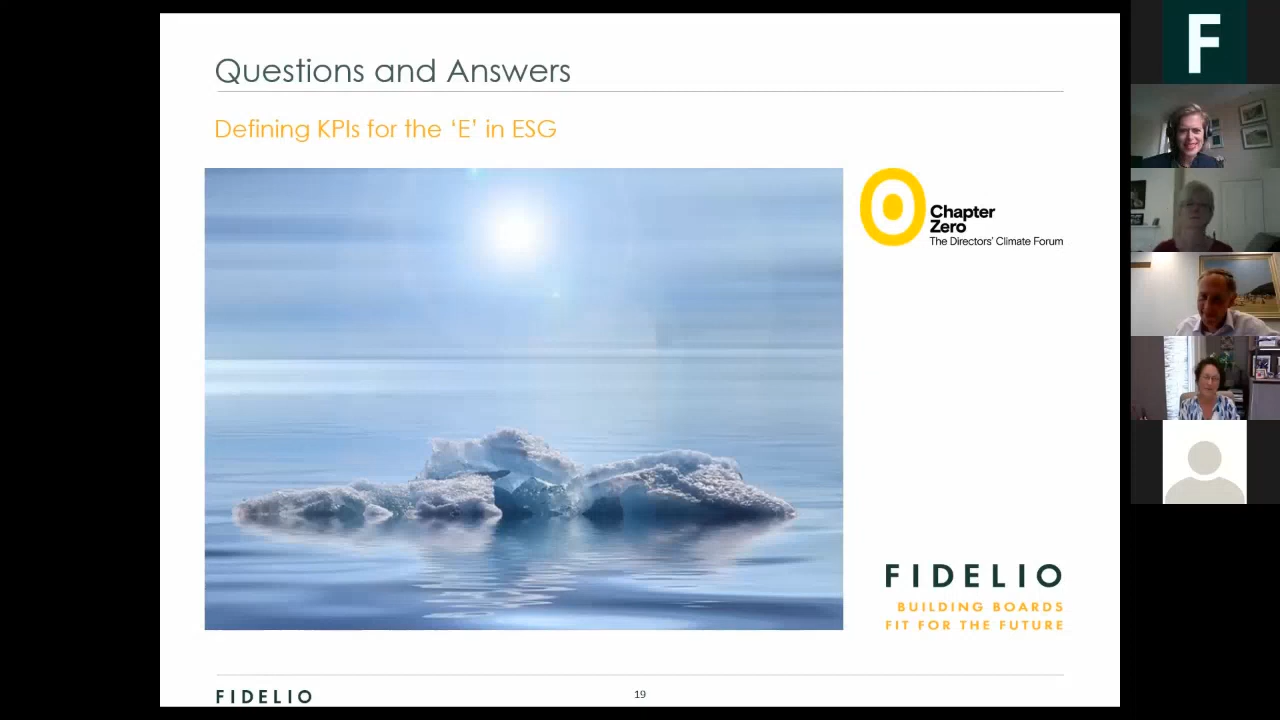 Questions and Answers
Defining KPIs for the ‘E’ in ESG
Chapter
Zero
The Directors’ Climate Forum
FIDELIO
BUILDING BOARDS
FIT FOR THE FUTURE
FIDELIO
19
F